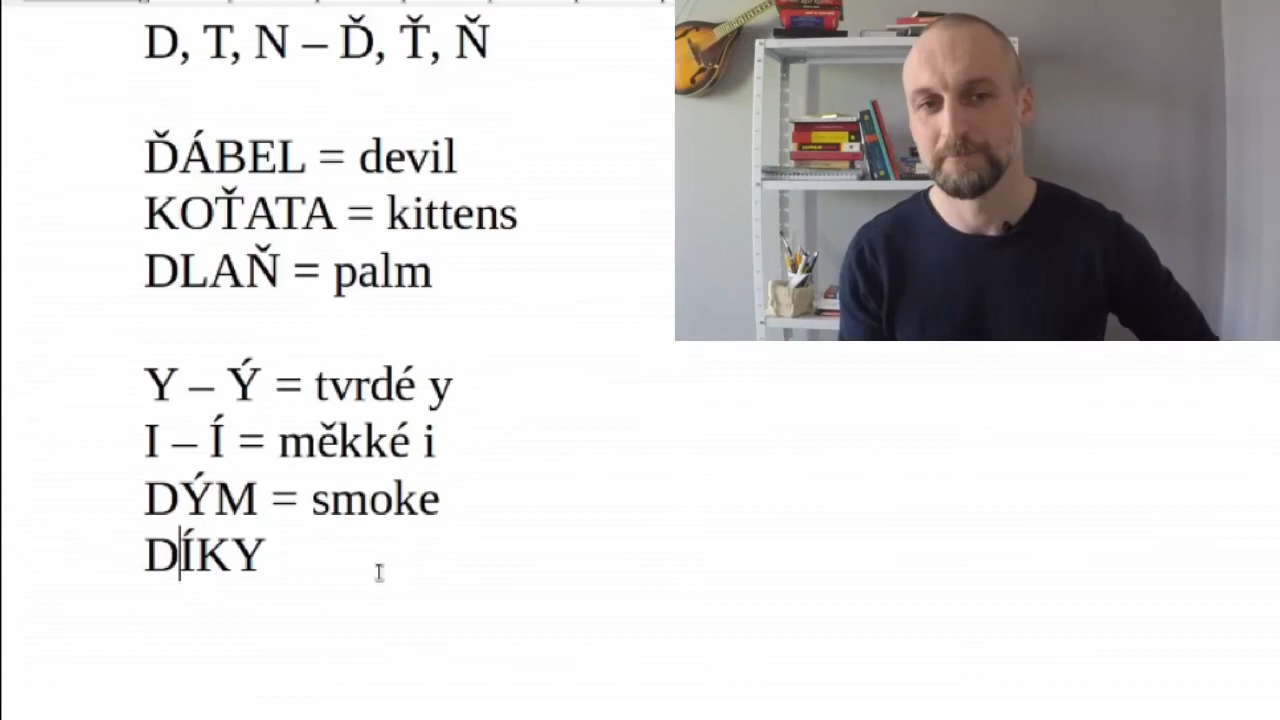 D, T, N – Ď, Ť, Ň
ĎÁBEL = devil
KOŤATA = kittens
DLAŇ = palm
Y – Ý = tvrdé y
I – Í = měkké i
DÝM = smoke
DÍKY